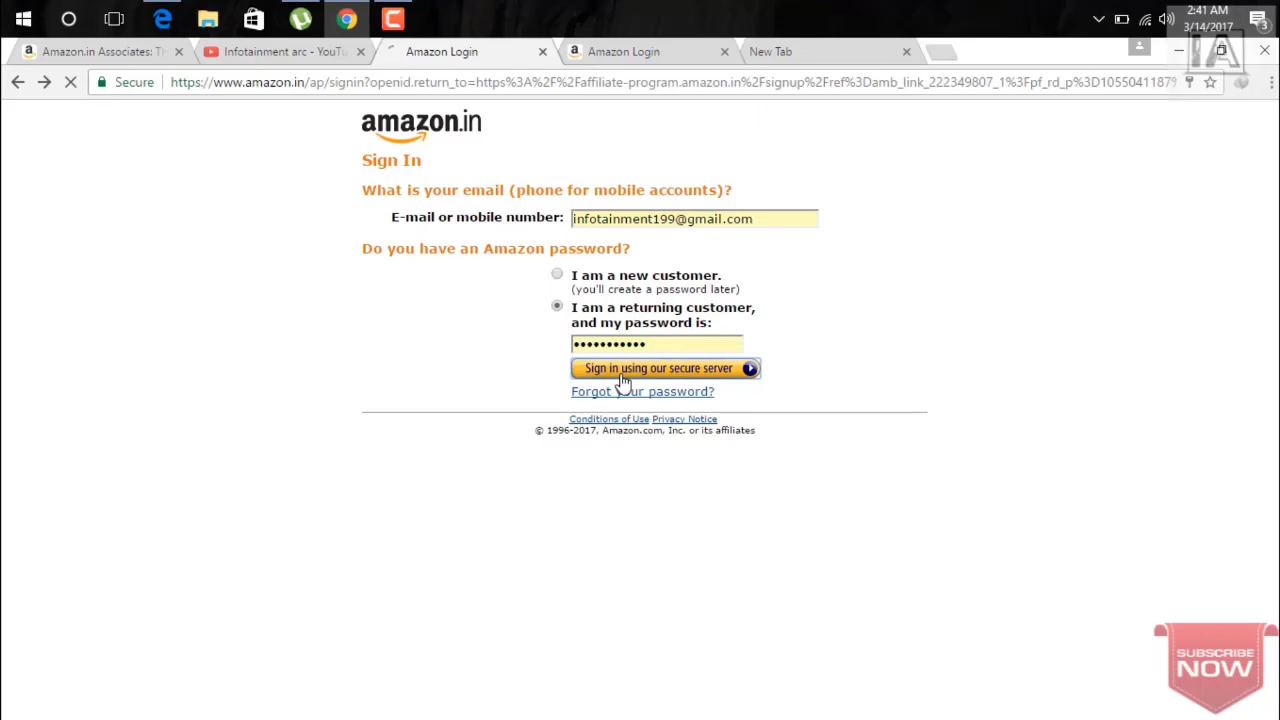 2:41 AM
3/14/2017
3
Amazon.in Associates: Th
Infotainment arc - YouTu
Amazon Login
Amazon Login
New Tab
IA
Secure
https://www.amazon.in/ap/signin?openid.return_to=https%3A%2F%2Faffiliate-program.amazon.in%2Fsignup%2Fref%3Damb_link_222349807_1%3Fpf_rd_p%3D1055041187%
amazon.in
Sign In
What is your email (phone for mobile accounts)?
E-mail or mobile number: infotainment199@gmail.com
Do you have an Amazon password?
I am a new customer.
(you'll create a password later)
I am a returning customer,
and my password is:
•••••••••••
Sign in using our secure server
Forgot your password?
Conditions of Use Privacy Notice
© 1996-2017, Amazon.com, Inc. or its affiliates
SUBSCRIBE
NOW